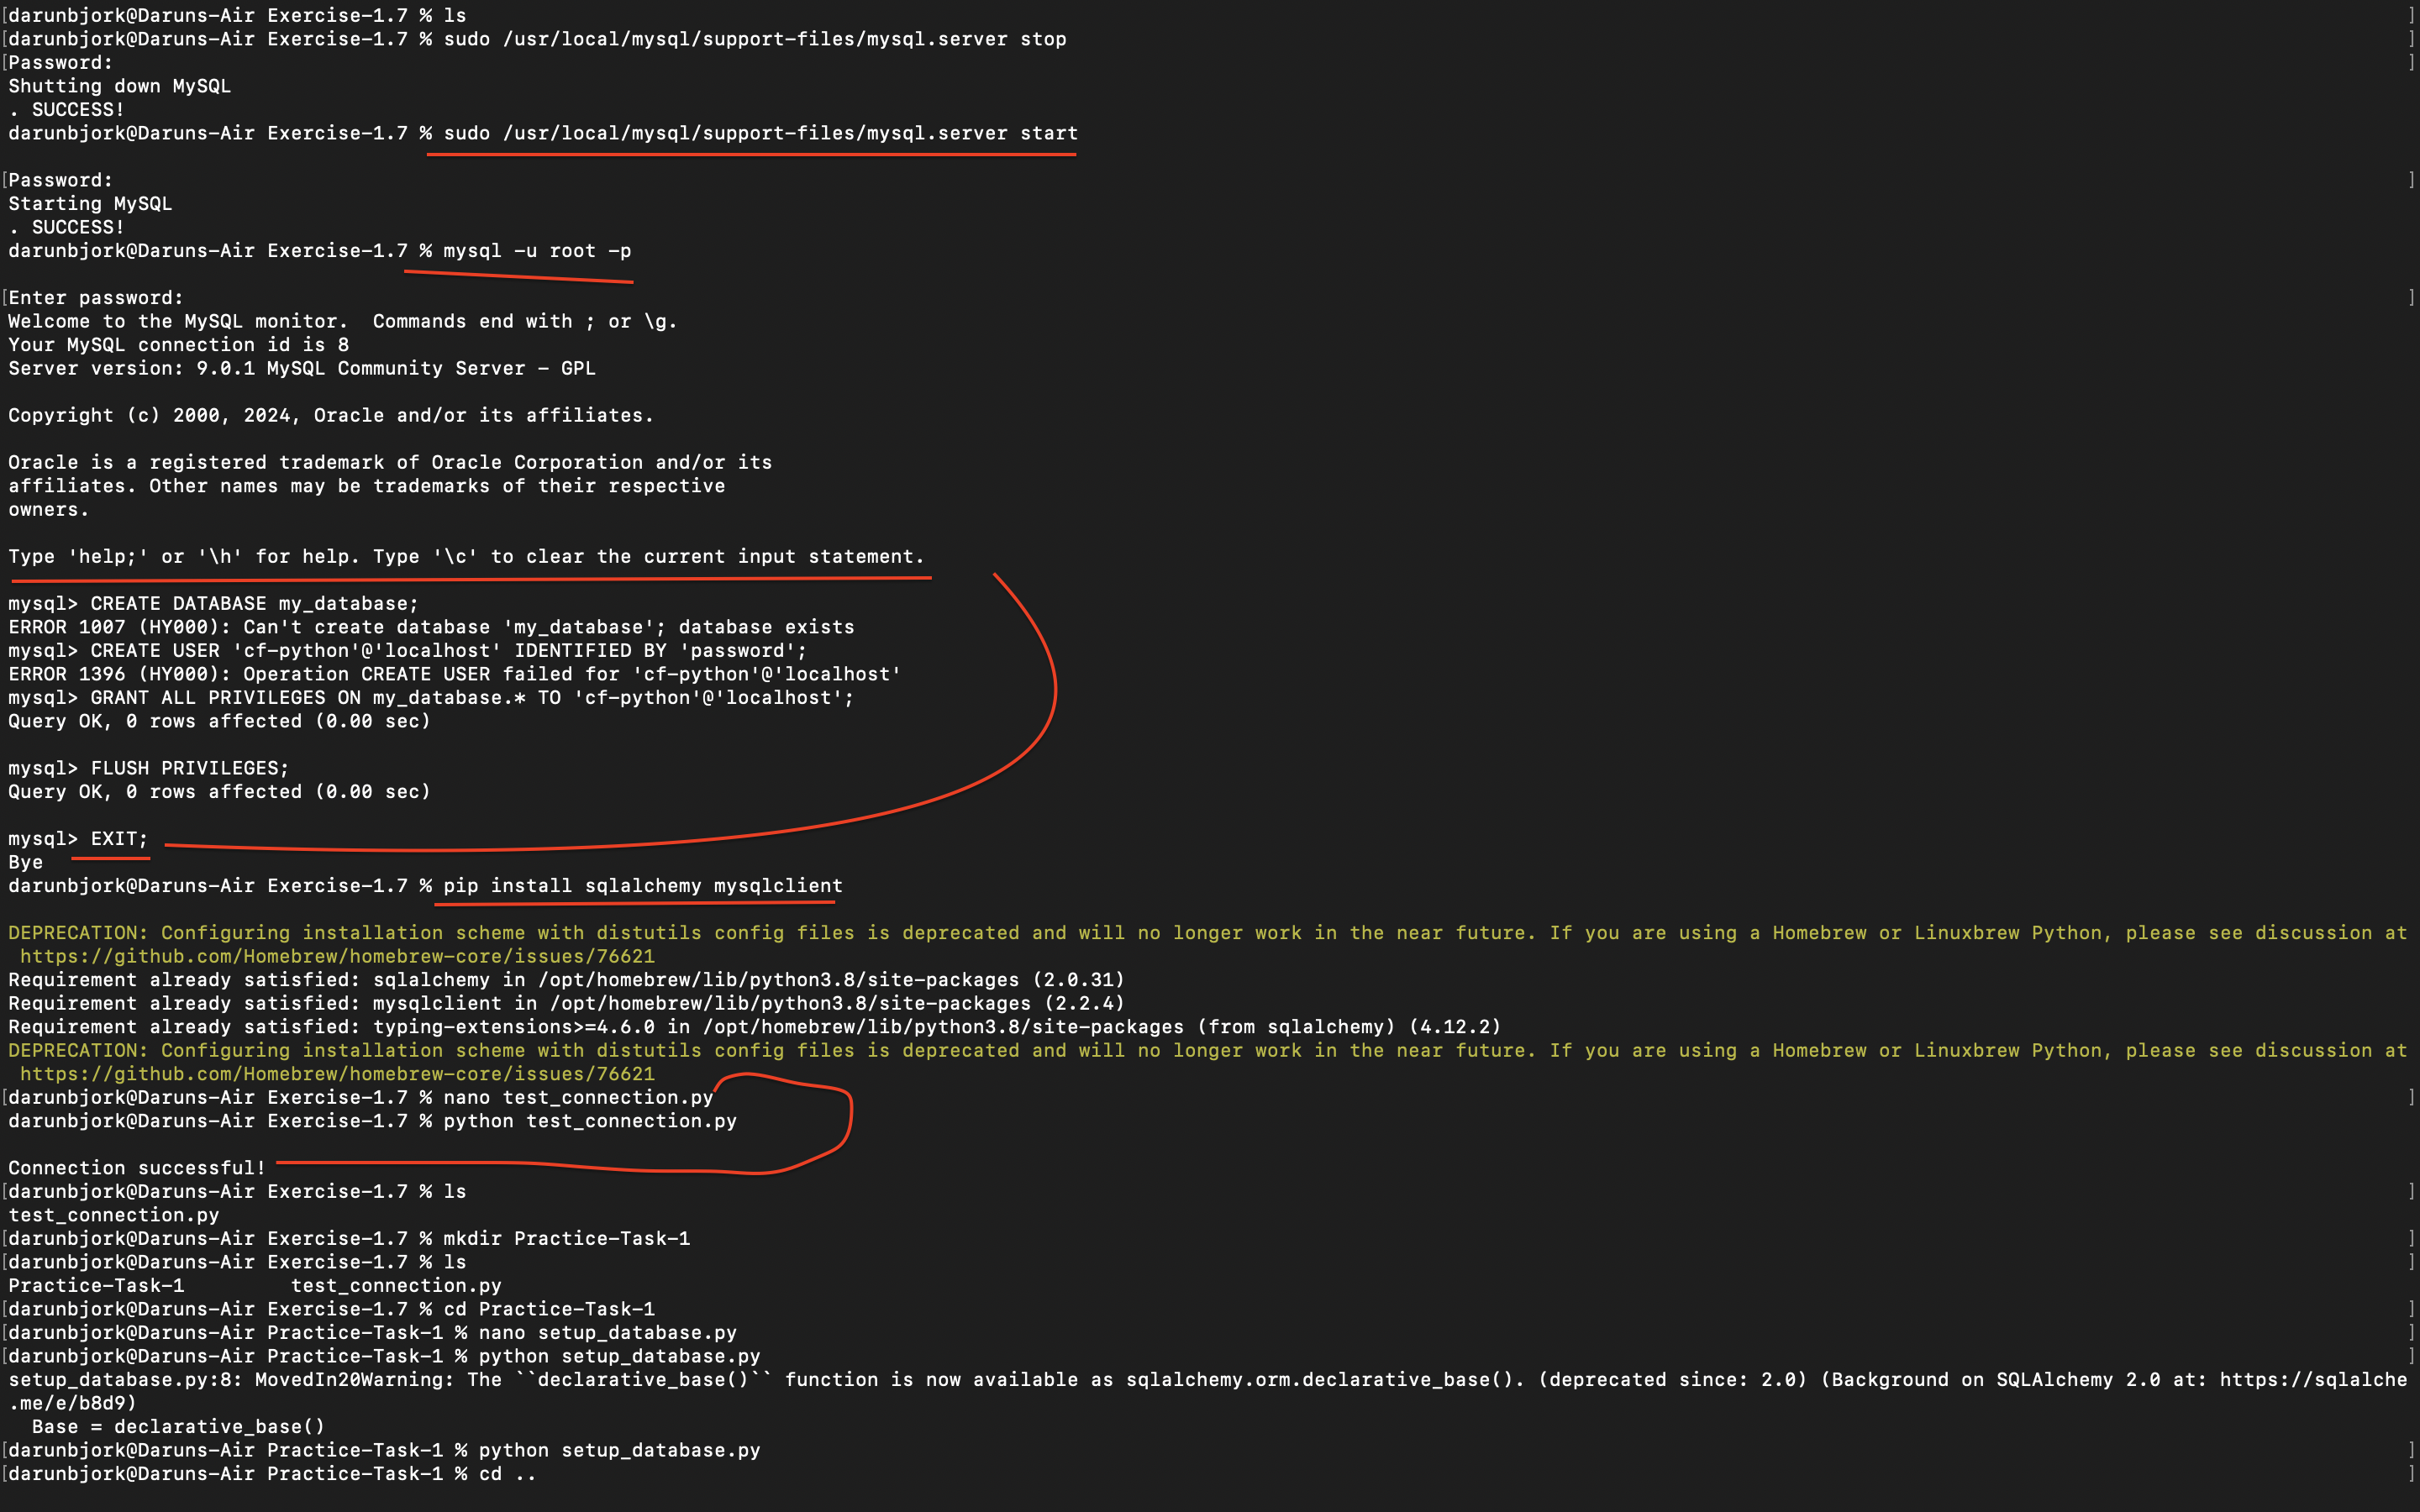 [darunbjork@Daruns-Air Exercise-1.7 % ls ]
[darunbjork@Daruns-Air Exercise-1.7 % sudo /usr/local/mysql/support-files/mysql.server stop ]
[Password: ]
Shutting down MySQL
. SUCCESS!
darunbjork@Daruns-Air Exercise-1.7 % sudo /usr/local/mysql/support-files/mysql.server start
[Password: ]
Starting MySQL
. SUCCESS!
darunbjork@Daruns-Air Exercise-1.7 % mysql -u root -p
[Enter password: ]
Welcome to the MySQL monitor.  Commands end with ; or \g.
Your MySQL connection id is 8
Server version: 9.0.1 MySQL Community Server - GPL
Copyright (c) 2000, 2024, Oracle and/or its affiliates.
Oracle is a registered trademark of Oracle Corporation and/or its
affiliates. Other names may be trademarks of their respective
owners.
Type 'help;' or '\h' for help. Type '\c' to clear the current input statement.
mysql> CREATE DATABASE my_database;
ERROR 1007 (HY000): Can't create database 'my_database'; database exists
mysql> CREATE USER 'cf-python'@'localhost' IDENTIFIED BY 'password';
ERROR 1396 (HY000): Operation CREATE USER failed for 'cf-python'@'localhost'
mysql> GRANT ALL PRIVILEGES ON my_database.* TO 'cf-python'@'localhost';
Query OK, 0 rows affected (0.00 sec)
mysql> FLUSH PRIVILEGES;
Query OK, 0 rows affected (0.00 sec)
mysql> EXIT;
Bye
darunbjork@Daruns-Air Exercise-1.7 % pip install sqlalchemy mysqlclient
DEPRECATION: Configuring installation scheme with distutils config files is deprecated and will no longer work in the near future. If you are using a Homebrew or Linuxbrew Python, please see discussion at
https://github.com/Homebrew/homebrew-core/issues/76621
Requirement already satisfied: sqlalchemy in /opt/homebrew/lib/python3.8/site-packages (2.0.31)
Requirement already satisfied: mysqlclient in /opt/homebrew/lib/python3.8/site-packages (2.2.4)
Requirement already satisfied: typing-extensions>=4.6.0 in /opt/homebrew/lib/python3.8/site-packages (from sqlalchemy) (4.12.2)
DEPRECATION: Configuring installation scheme with distutils config files is deprecated and will no longer work in the near future. If you are using a Homebrew or Linuxbrew Python, please see discussion at
https://github.com/Homebrew/homebrew-core/issues/76621
[darunbjork@Daruns-Air Exercise-1.7 % nano test_connection.py ]
darunbjork@Daruns-Air Exercise-1.7 % python test_connection.py
Connection successful!
[darunbjork@Daruns-Air Exercise-1.7 % ls ]
test_connection.py
[darunbjork@Daruns-Air Exercise-1.7 % mkdir Practice-Task-1 ]
[darunbjork@Daruns-Air Exercise-1.7 % ls ]
Practice-Task-1         test_connection.py
[darunbjork@Daruns-Air Exercise-1.7 % cd Practice-Task-1 ]
[darunbjork@Daruns-Air Practice-Task-1 % nano setup_database.py ]
[darunbjork@Daruns-Air Practice-Task-1 % python setup_database.py ]
setup_database.py:8: MovedIn20Warning: The ``declarative_base()`` function is now available as sqlalchemy.orm.declarative_base(). (deprecated since: 2.0) (Background on SQLAlchemy 2.0 at: https://sqlalche
.me/e/b8d9)
  Base = declarative_base()
[darunbjork@Daruns-Air Practice-Task-1 % python setup_database.py ]
[darunbjork@Daruns-Air Practice-Task-1 % cd .. ]